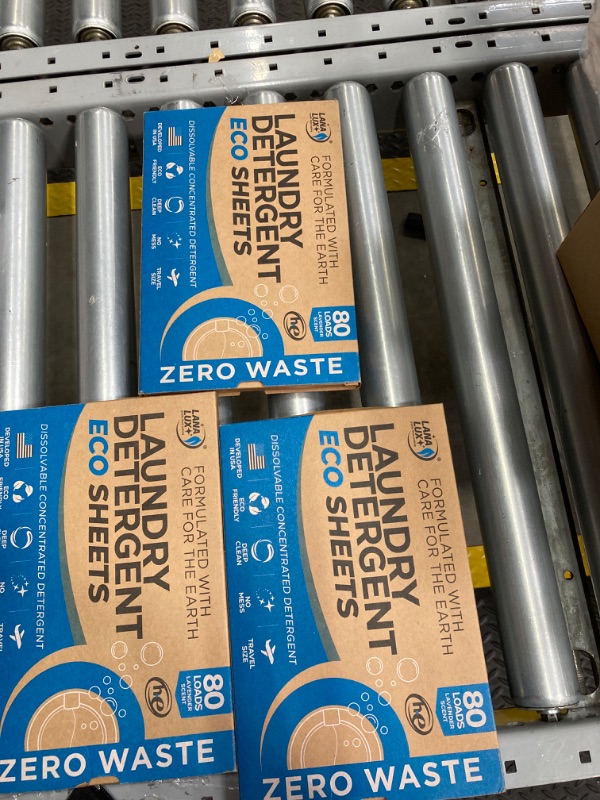 LANA
LUX+
FORMULATED WITH
CARE FOR THE EARTH
LAUNDRY
DETERGENT
ECO SHEETS
DISSOLVABLE CONCENTRATED DETERGENT
DEVELOPED
IN USA
ECO
FRIENDLY
DEEP
CLEAN
NO
MESS
TRAVEL
SIZE
he
80
LOADS
LAVENDER
SCENT
ZERO WASTE
LANA
LUX+
FORMULATED WITH
CARE FOR THE EARTH
LAUNDRY
DETERGENT
ECO SHEETS
DISSOLVABLE CONCENTRATED DETERGENT
DEVELOPED
IN USA
ECO
FRIENDLY
DEEP
CLEAN
NO
TRAVEL
he
80
LOADS
LAVENDER
SCENT
ZERO WASTE
LANA
LUX+
FORMULATED WITH
CARE FOR THE EARTH
LAUNDRY
DETERGENT
ECO SHEETS
DISSOLVABLE CONCENTRATED DETERGENT
DEVELOPED
IN USA
ECO
FRIENDLY
DEEP
CLEAN
NO
MESS
TRAVEL
SIZE
he
80
LOADS
LAVENDER
SCENT
ZERO WASTE